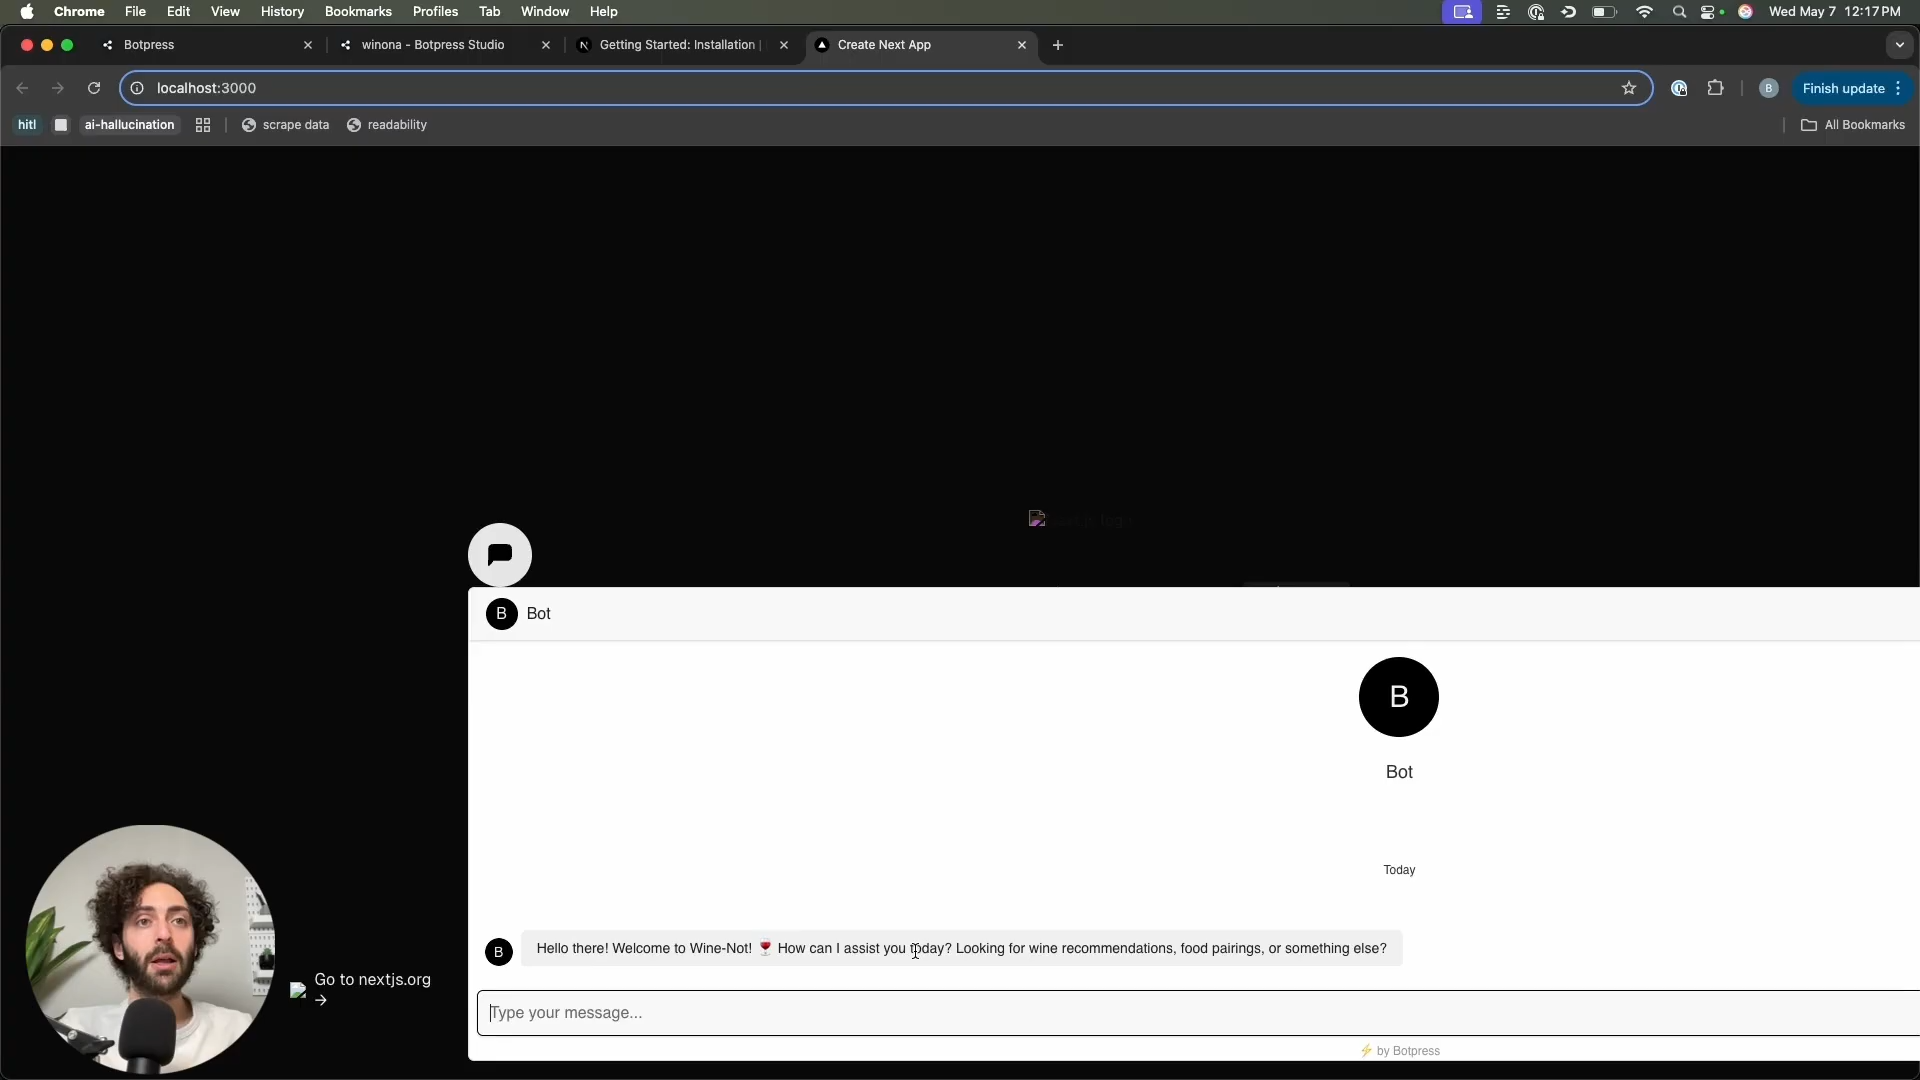 Chrome File Edit View History Bookmarks Profiles Tab Window Help
Wed May 7 12:17 PM
Botpress
winona - Botpress Studio
Getting Started: Installation |
Create Next App
localhost:3000
B
Finish update
hitl
ai-hallucination
scrape data
readability
All Bookmarks
B Bot
B
Bot
Today
B Hello there! Welcome to Wine-Not! 🍷 How can I assist you today? Looking for wine recommendations, food pairings, or something else?
Go to nextjs.org
→
Type your message...
⚡ by Botpress